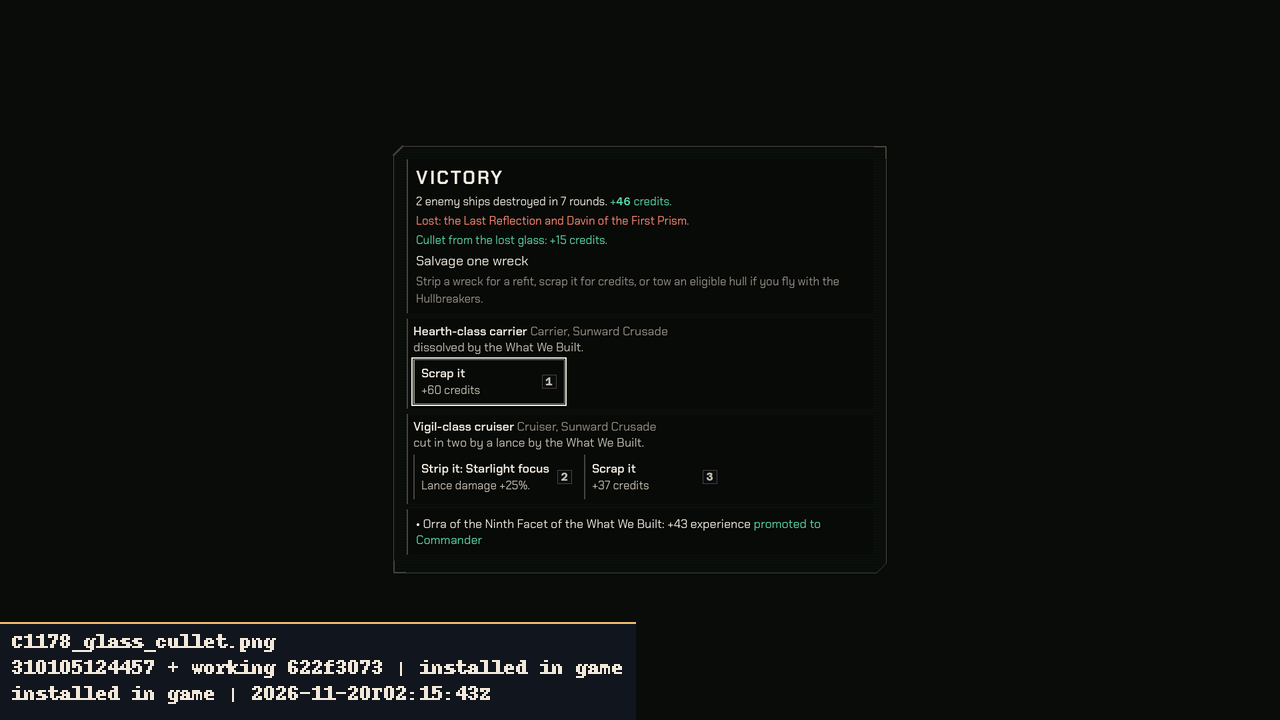 VICTORY
2 enemy ships destroyed in 7 rounds. +46 credits.
Lost: the Last Reflection and Davin of the First Prism.
Cullet from the lost glass: +15 credits.
Salvage one wreck
Strip a wreck for a refit, scrap it for credits, or tow an eligible hull if you fly with the
Hullbreakers.
Hearth-class carrier Carrier, Sunward Crusade
dissolved by the What We Built.
Scrap it
+60 credits
1
Vigil-class cruiser Cruiser, Sunward Crusade
cut in two by a lance by the What We Built.
Strip it: Starlight focus
Lance damage +25%.
2
Scrap it
+37 credits
3
• Orra of the Ninth Facet of the What We Built: +43 experience promoted to
Commander
C1178_glass_cullet.png
310105124457 + working 622f3073 | installed in game
installed in game | 2026-11-20T02:15:43Z